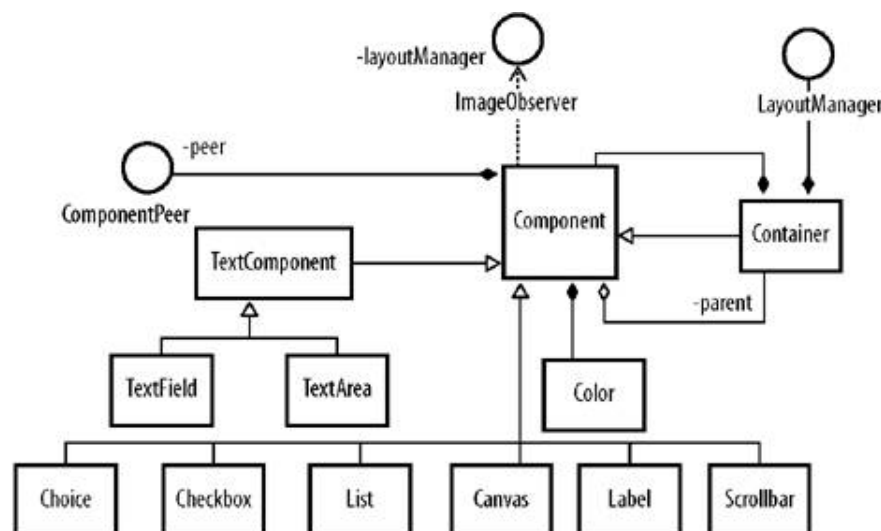 -layoutManager
ImageObserver
LayoutManager
-peer
ComponentPeer
Component
Container
TextComponent
-parent
TextField
TextArea
Color
Choice
Checkbox
List
Canvas
Label
Scrollbar